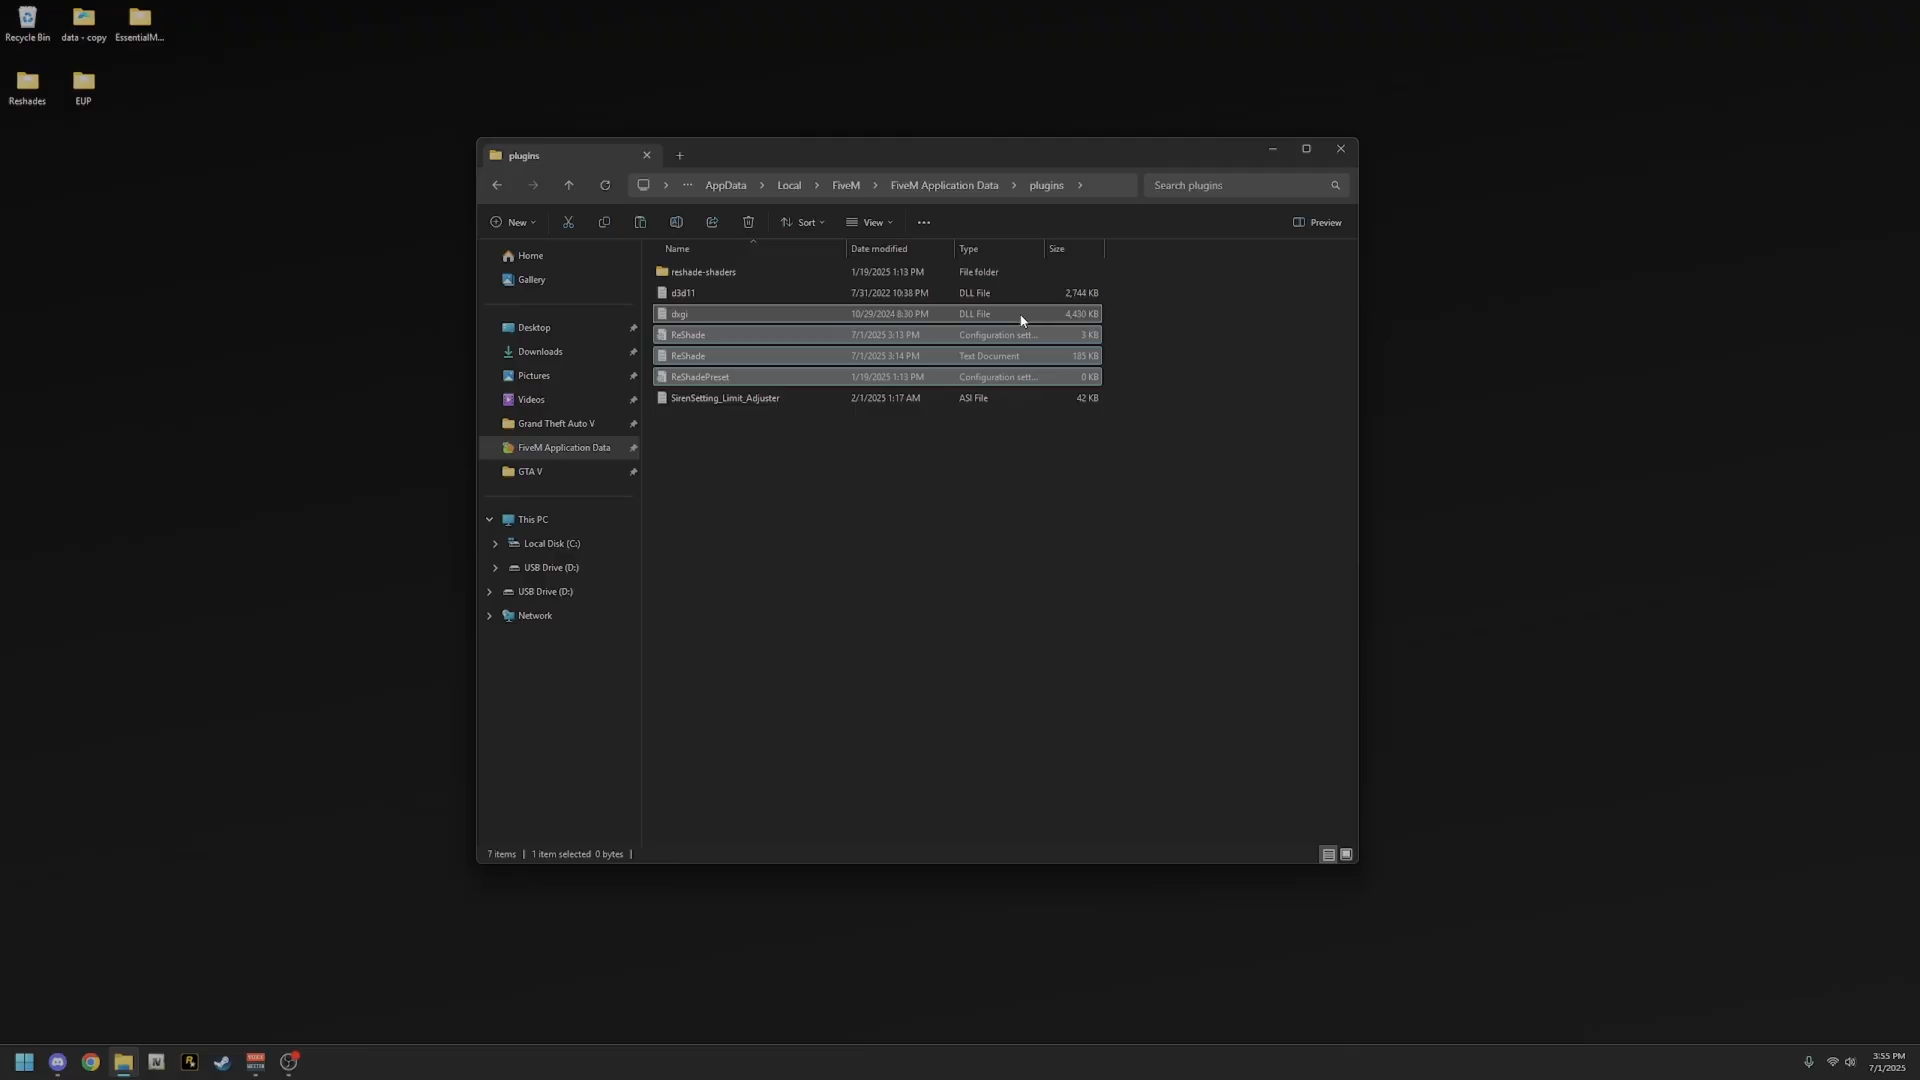 Recycle Bin
data - copy
EssentialM...
Reshades
EUP
plugins
AppData
Local
FiveM
FiveM Application Data
plugins
Search plugins
New
Sort
View
Preview
Name
Date modified
Type
Size
reshade-shaders 1/19/2025 1:13 PM File folder
d3d11 7/31/2022 10:38 PM DLL File 2,744 KB
dxgi 10/29/2024 8:30 PM DLL File 4,430 KB
ReShade 7/1/2025 3:13 PM Configuration sett... 3 KB
ReShade 7/1/2025 3:14 PM Text Document 185 KB
ReShadePreset 1/19/2025 1:13 PM Configuration sett... 0 KB
SirenSetting_Limit_Adjuster 2/1/2025 1:17 AM ASI File 42 KB
Home
Gallery
Desktop
Downloads
Pictures
Videos
Grand Theft Auto V
FiveM Application Data
GTA V
This PC
Local Disk (C:)
USB Drive (D:)
USB Drive (D:)
Network
7 items
1 item selected 0 bytes
IV
R
3:55 PM
7/1/2025